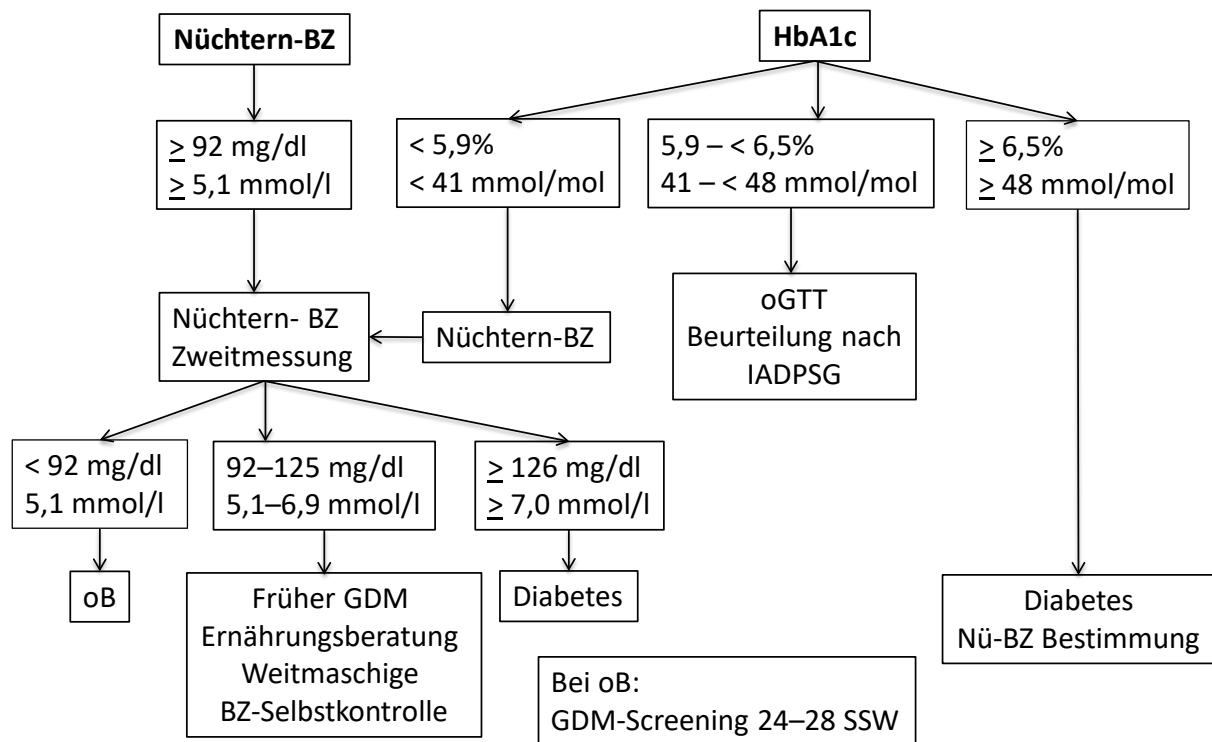 Nüchtern-BZ
HbA1c
≥ 92 mg/dl
≥ 5,1 mmol/l
< 5,9%
< 41 mmol/mol
5,9 – < 6,5%
41 – < 48 mmol/mol
≥ 6,5%
≥ 48 mmol/mol
Nüchtern- BZ
Zweitmessung
Nüchtern-BZ
oGTT
Beurteilung nach
IADPSG
< 92 mg/dl
5,1 mmol/l
92–125 mg/dl
5,1–6,9 mmol/l
≥ 126 mg/dl
≥ 7,0 mmol/l
oB
Früher GDM
Ernährungsberatung
Weitmaschige
BZ-Selbstkontrolle
Diabetes
Diabetes
Nü-BZ Bestimmung
Bei oB:
GDM-Screening 24–28 SSW